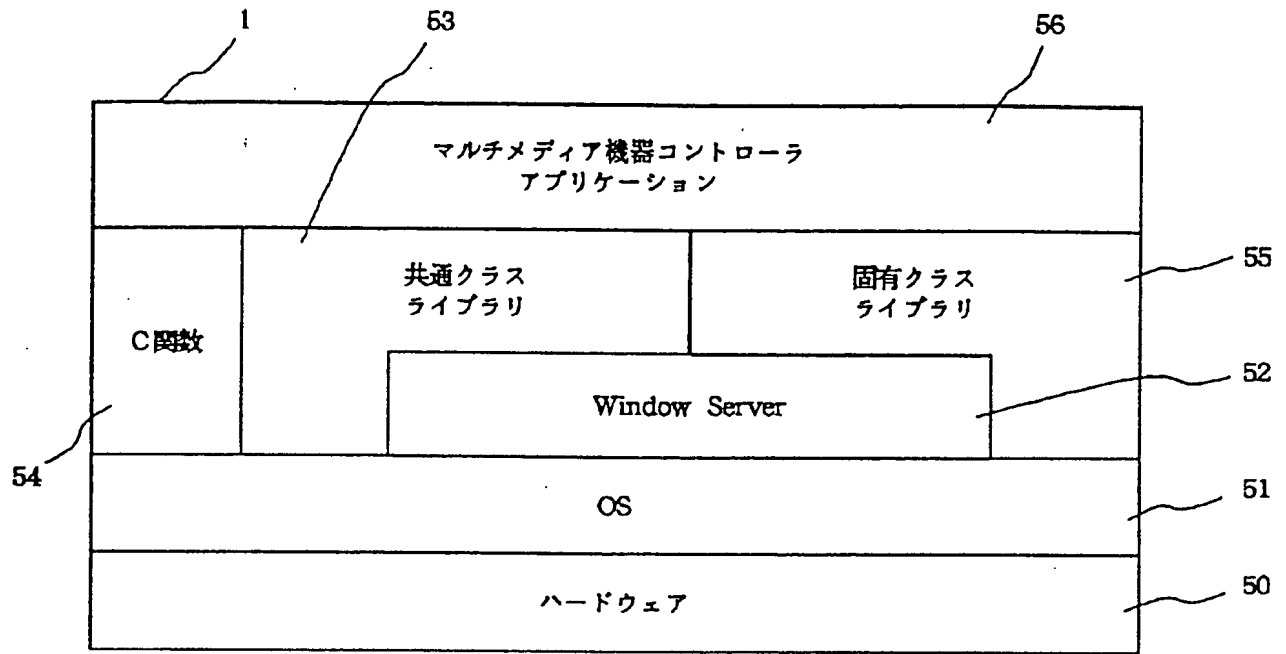 1
53
56
マルチメディア機器コントローラ
アプリケーション
共通クラス
ライブラリ
固有クラス
ライブラリ
55
C関数
52
Window Server
54
OS
51
ハードウェア
50